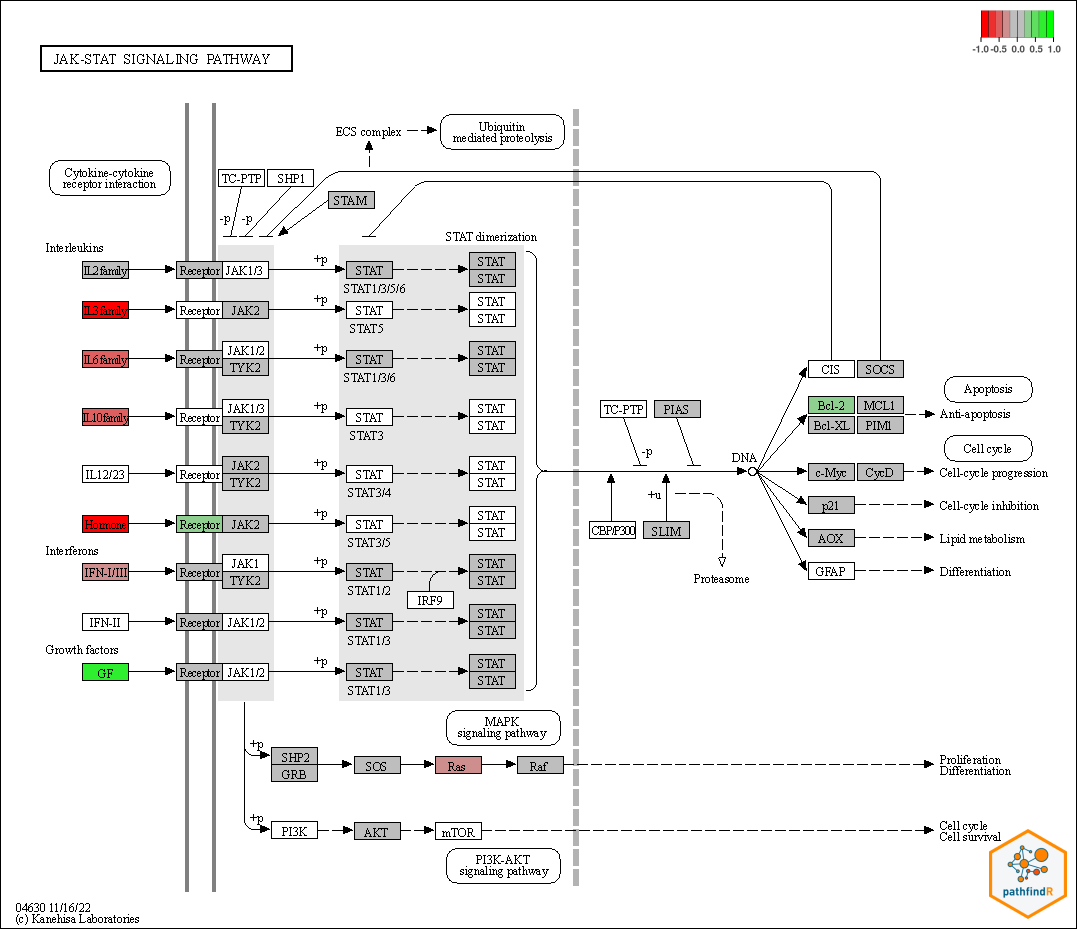 -1.0 -0.5 0.0 0.5 1.0
JAK-STAT SIGNALING PATHWAY
ECS complex
Ubiquitin
mediated proteolysis
Cytokine-cytokine
receptor interaction
TC-PTP
SHP1
STAM
-p
-p
STAT dimerization
Interleukins
IL2 family
Receptor
JAK1/3
+p
STAT
STAT1/3/5/6
STAT
STAT
IL3 family
Receptor
JAK2
+p
STAT
STAT5
STAT
STAT
IL6 family
Receptor
JAK1/2
TYK2
+p
STAT
STAT1/3/6
STAT
STAT
IL10 family
Receptor
JAK1/3
TYK2
+p
STAT
STAT3
STAT
STAT
IL12/23
Receptor
JAK2
TYK2
+p
STAT
STAT3/4
STAT
STAT
Hormone
Receptor
JAK2
+p
STAT
STAT3/5
STAT
STAT
Interferons
IFN-I/III
Receptor
JAK1
TYK2
+p
STAT
STAT1/2
IRF9
STAT
STAT
IFN-II
Receptor
JAK1/2
+p
STAT
STAT1/3
STAT
STAT
Growth factors
GF
Receptor
JAK1/2
+p
STAT
STAT1/3
STAT
STAT
TC-PTP
PIAS
-p
+u
CBP/P300
SLIM
Proteasome
DNA
CIS
SOCS
Bcl-2
MCL1
Bcl-XL
PIM1
c-Myc
CycD
p21
AOX
GFAP
Apoptosis
Anti-apoptosis
Cell cycle
Cell-cycle progression
Cell-cycle inhibition
Lipid metabolism
Differentiation
MAPK
signaling pathway
+p
SHP2
GRB
SOS
Ras
Raf
Proliferation
Differentiation
+p
PI3K
AKT
mTOR
Cell cycle
Cell survival
PI3K-AKT
signaling pathway
pathfindR
04630 11/16/22
(c) Kanehisa Laboratories